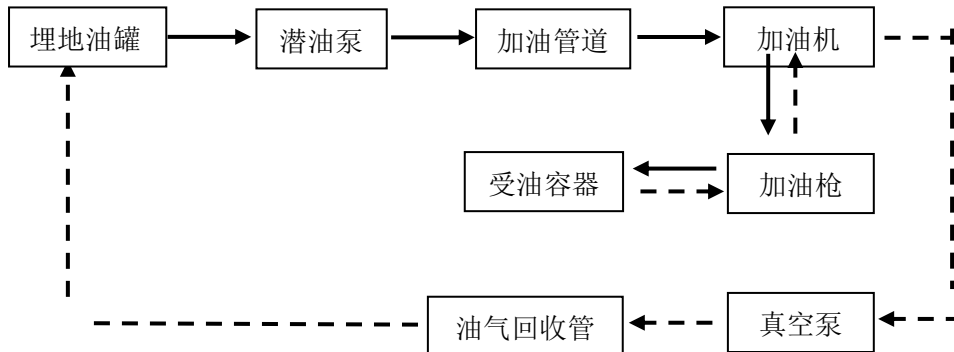 埋地油罐
潜油泵
加油管道
加油机
受油容器
加油枪
油气回收管
真空泵